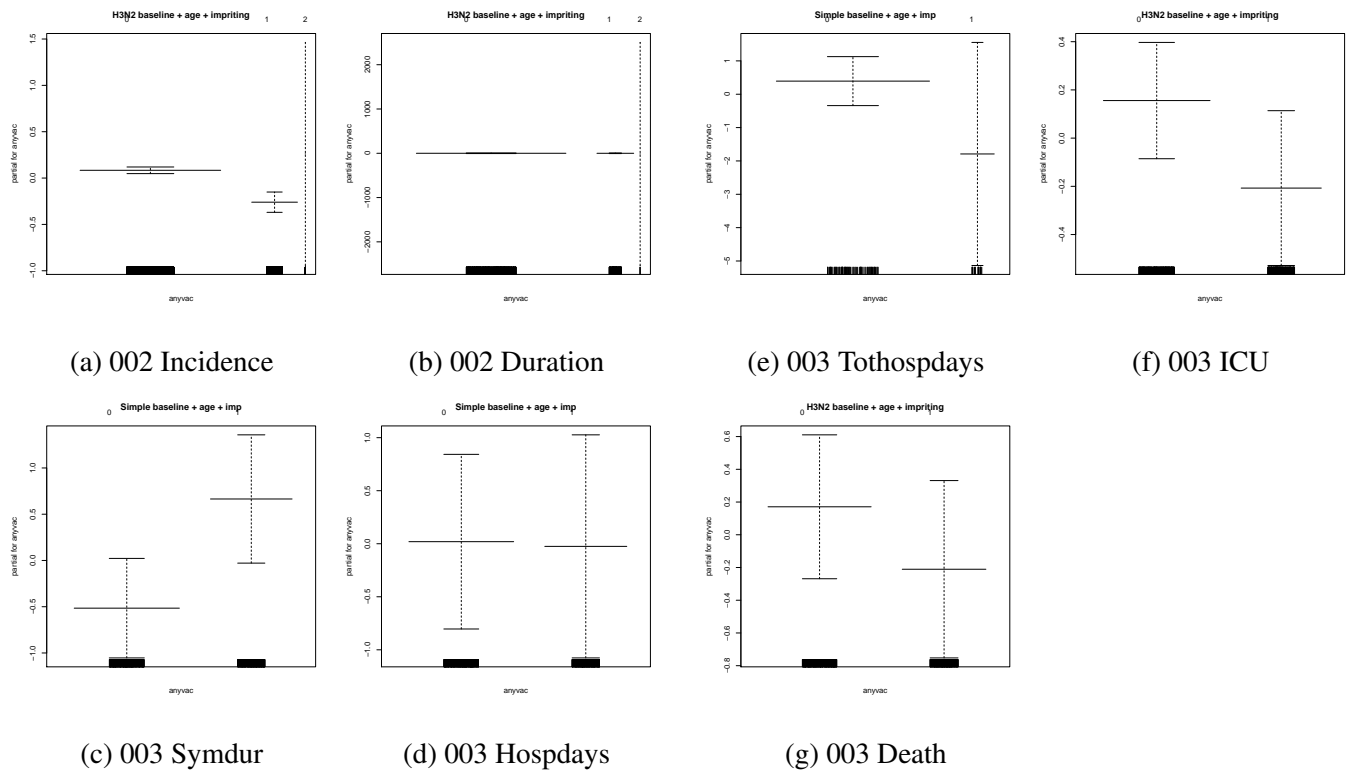 H3N2 baseline + age + impriting
0 1 2
partial for anyvac
1.5
1.0
0.5
0.0
−0.5
−1.0
anyvac
(a) 002 Incidence
H3N2 baseline + age + impriting
0 1 2
partial for anyvac
2000
1000
0
−1000
−2000
anyvac
(b) 002 Duration
Simple baseline + age + imp
0 1
partial for anyvac
1
0
−1
−2
−3
−4
−5
anyvac
(e) 003 Tothospdays
H3N2 baseline + age + impriting
0 1
partial for anyvac
0.4
0.2
0.0
−0.2
−0.4
anyvac
(f) 003 ICU
Simple baseline + age + imp
0 1
partial for anyvac
1.0
0.5
0.0
−0.5
−1.0
anyvac
(c) 003 Symdur
Simple baseline + age + imp
0 1
partial for anyvac
1.0
0.5
0.0
−0.5
−1.0
anyvac
(d) 003 Hospdays
H3N2 baseline + age + impriting
0 1
partial for anyvac
0.6
0.4
0.2
0.0
−0.2
−0.4
−0.6
−0.8
anyvac
(g) 003 Death